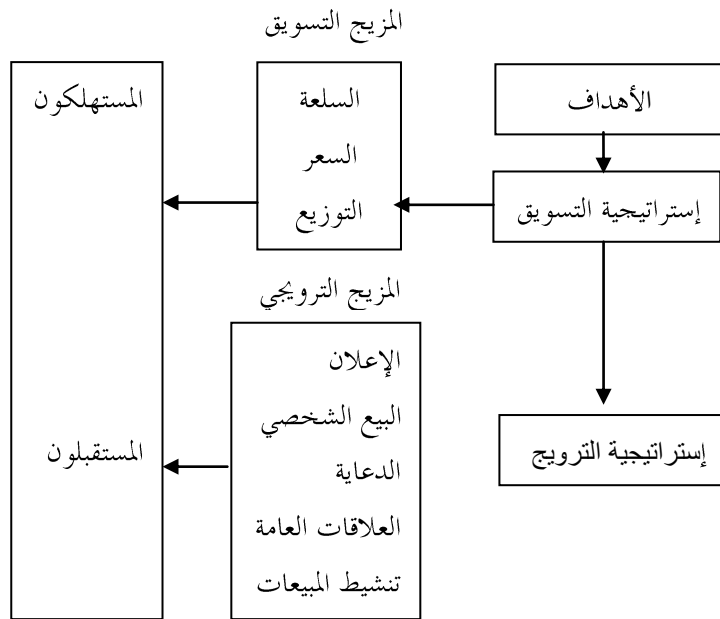 المزيج التسويق
الأهداف
إستراتيجية التسويق
إستراتيجية الترويج
السلعة
السعر
التوزيع
المزيج الترويجي
الإعلان
البيع الشخصي
الدعاية
العلاقات العامة
تنشيط المبيعات
المستهلكون
المستقبلون